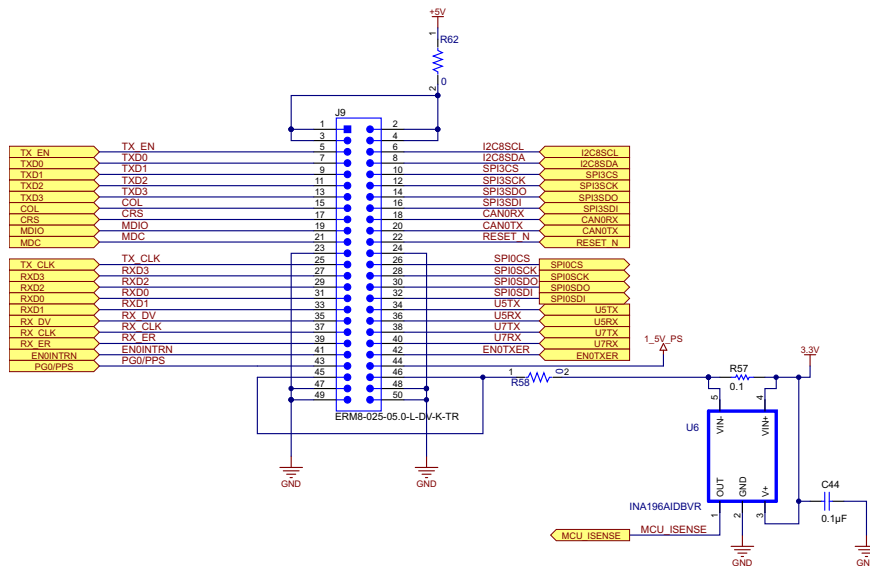 +5V
1
R62
0
2
J9
1 2
3 4
TX_EN TX_EN 5 6 I2C8SCL I2C8SCL
TXD0 TXD0 7 8 I2C8SDA I2C8SDA
TXD1 TXD1 9 10 SPI3CS SPI3CS
TXD2 TXD2 11 12 SPI3SCK SPI3SCK
TXD3 TXD3 13 14 SPI3SDO SPI3SDO
COL COL 15 16 SPI3SDI SPI3SDI
CRS CRS 17 18 CAN0RX CAN0RX
MDIO MDIO 19 20 CAN0TX CAN0TX
MDC MDC 21 22 RESET_N RESET_N
23 24
TX_CLK TX_CLK 25 26 SPI0CS SPI0CS
RXD3 RXD3 27 28 SPI0SCK SPI0SCK
RXD2 RXD2 29 30 SPI0SDO SPI0SDO
RXD0 RXD0 31 32 SPI0SDI SPI0SDI
RXD1 RXD1 33 34 U5TX U5TX
RX_DV RX_DV 35 36 U5RX U5RX
RX_CLK RX_CLK 37 38 U7TX U7TX
RX_ER RX_ER 39 40 U7RX U7RX
EN0INTRN EN0INTRN 41 42 EN0TXER EN0TXER
PG0/PPS PG0/PPS 43 44 1_5V_PS
45 46
47 48
49 50
ERM8-025-05.0-L-DV-K-TR
GND
GND
1 0 2
R58
3.3V
R57
0.1
5 4
VIN- VIN+
U6
OUT GND V+
INA196AIDBVR
1 2 3
MCU_ISENSE MCU_ISENSE
GND
C44
0.1µF
GND